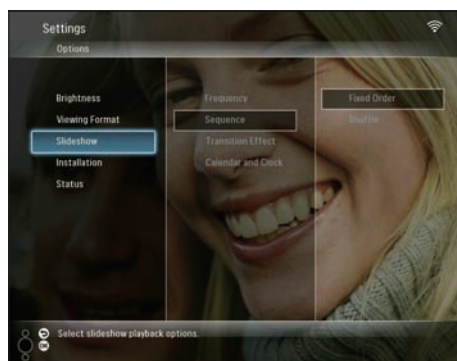 Settings
Options
Brightness
Viewing Format
Slideshow
Installation
Status
Frequency
Sequence
Transition Effect
Calendar and Clock
Fixed Order
Shuffle
Select slideshow playback options.
OK